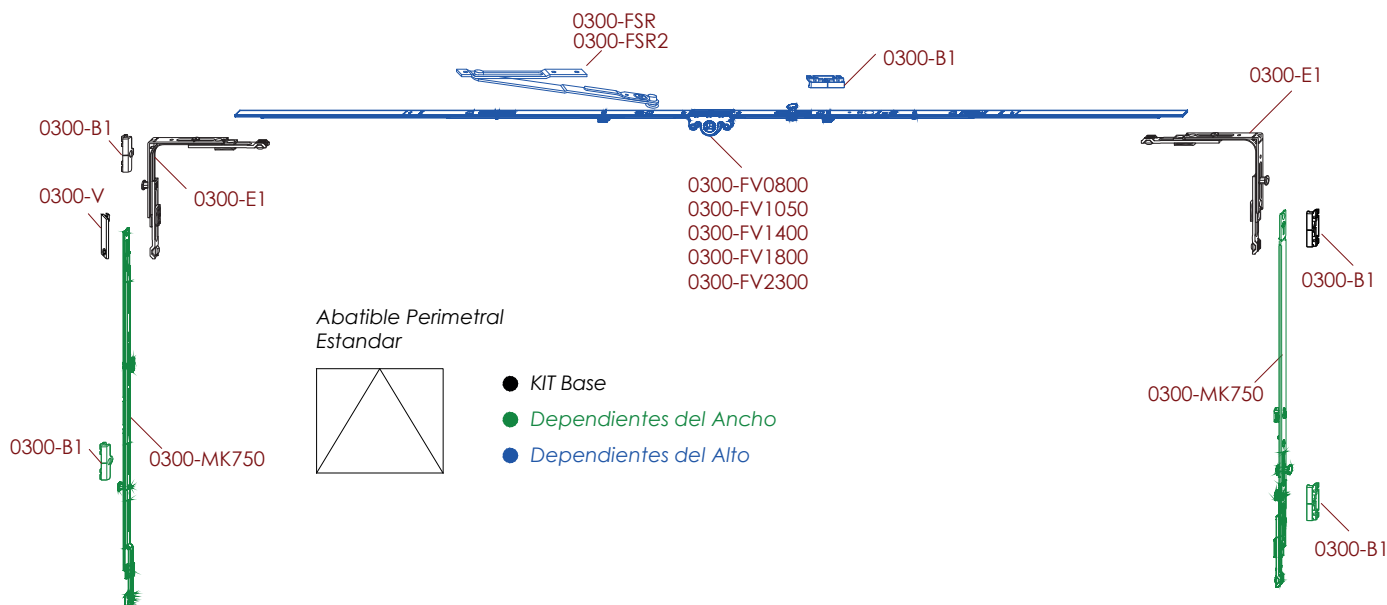 0300-FSR
0300-FSR2
0300-B1
0300-E1
0300-B1
0300-V
0300-E1
0300-FV0800
0300-FV1050
0300-FV1400
0300-FV1800
0300-FV2300
0300-B1
Abatible Perimetral
Estandar
KIT Base
Dependientes del Ancho
Dependientes del Alto
0300-MK750
0300-B1
0300-MK750
0300-B1